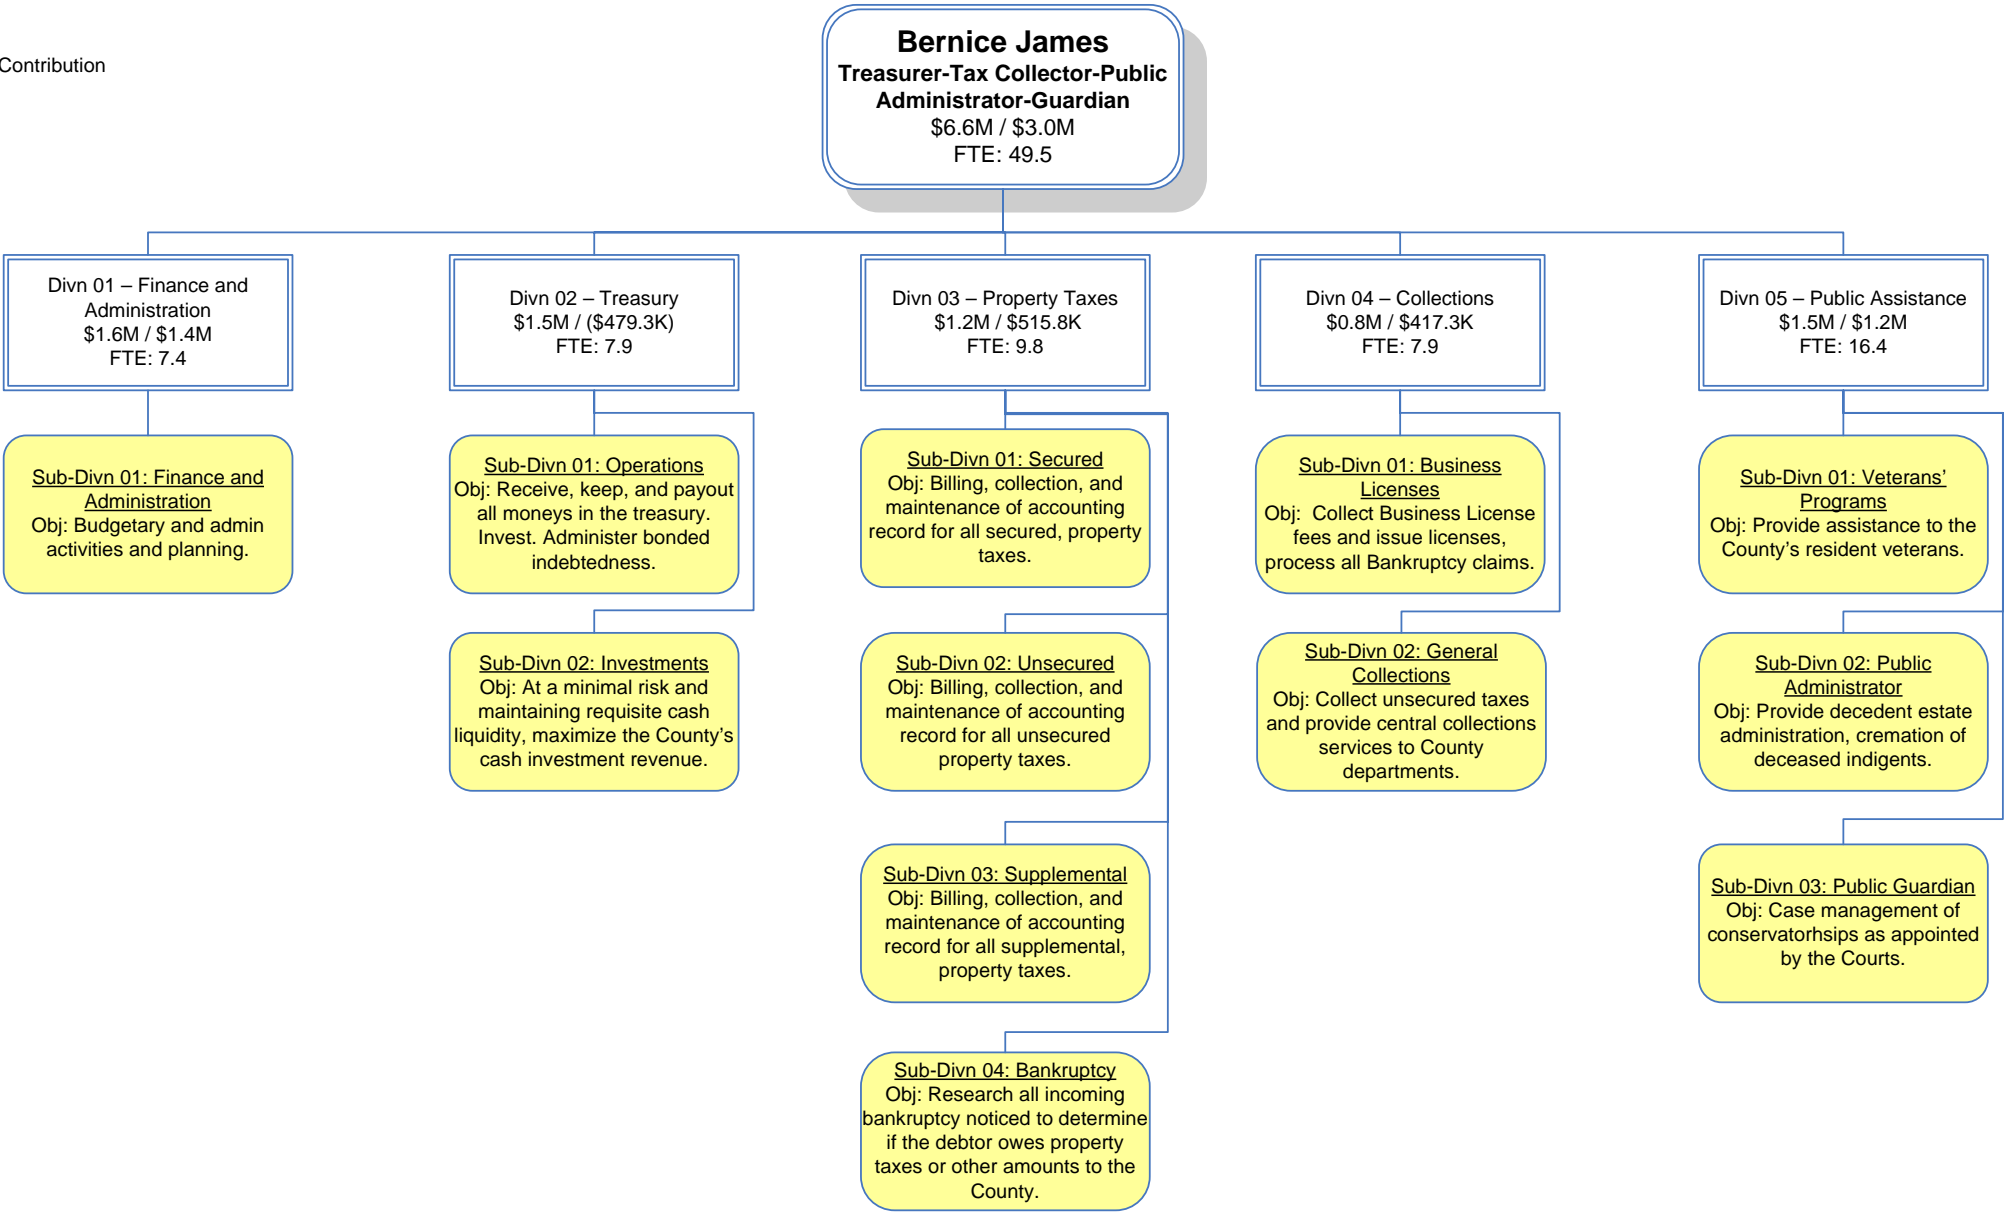 Contribution
Bernice James
Treasurer-Tax Collector-Public
Administrator-Guardian
$6.6M / $3.0M
FTE: 49.5
Divn 01 – Finance and
Administration
$1.6M / $1.4M
FTE: 7.4
Divn 02 – Treasury
$1.5M / ($479.3K)
FTE: 7.9
Divn 03 – Property Taxes
$1.2M / $515.8K
FTE: 9.8
Divn 04 – Collections
$0.8M / $417.3K
FTE: 7.9
Divn 05 – Public Assistance
$1.5M / $1.2M
FTE: 16.4
Sub-Divn 01: Finance and
Administration
Obj: Budgetary and admin
activities and planning.
Sub-Divn 01: Operations
Obj: Receive, keep, and payout
all moneys in the treasury.
Invest. Administer bonded
indebtedness.
Sub-Divn 01: Secured
Obj: Billing, collection, and
maintenance of accounting
record for all secured, property
taxes.
Sub-Divn 01: Business
Licenses
Obj:  Collect Business License
fees and issue licenses,
process all Bankruptcy claims.
Sub-Divn 01: Veterans’
Programs
Obj: Provide assistance to the
County’s resident veterans.
Sub-Divn 02: Investments
Obj: At a minimal risk and
maintaining requisite cash
liquidity, maximize the County’s
cash investment revenue.
Sub-Divn 02: Unsecured
Obj: Billing, collection, and
maintenance of accounting
record for all unsecured
property taxes.
Sub-Divn 02: General
Collections
Obj: Collect unsecured taxes
and provide central collections
services to County
departments.
Sub-Divn 02: Public
Administrator
Obj: Provide decedent estate
administration, cremation of
deceased indigents.
Sub-Divn 03: Supplemental
Obj: Billing, collection, and
maintenance of accounting
record for all supplemental,
property taxes.
Sub-Divn 03: Public Guardian
Obj: Case management of
conservatorhsips as appointed
by the Courts.
Sub-Divn 04: Bankruptcy
Obj: Research all incoming
bankruptcy noticed to determine
if the debtor owes property
taxes or other amounts to the
County.